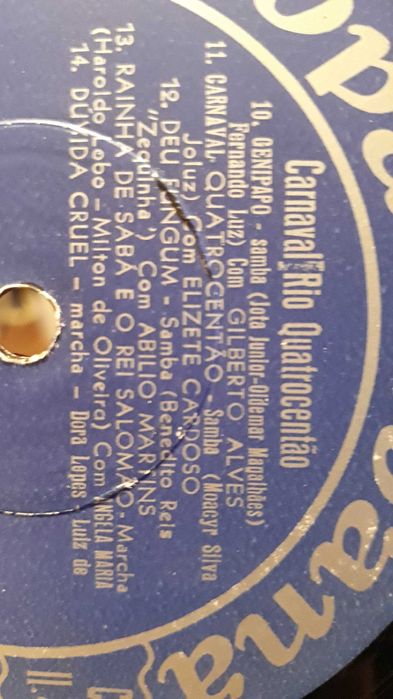 Carnaval Rio Quatrocentão
10. GENIPAPO - samba (Jota Junior-Oldemar Magalhães)
Fernando Luz) Com GILBERTO ALVES
11. CARNAVAL QUATROCENTÃO - Samba (Moacyr Silva
Joluz) Com ELIZETE CARDOSO
12. DEU FUNGUM - Samba (Benedito Reis
"Zequinha") Com ABILIO MARTINS
13. RAINHA DE SABÁ E O REI SALOMÃO - Marcha
(Haroldo Lobo - Milton de Oliveira) Com ANGELA MARIA
14. DUVIDA CRUEL - marcha - Dora Lopes Luiz de